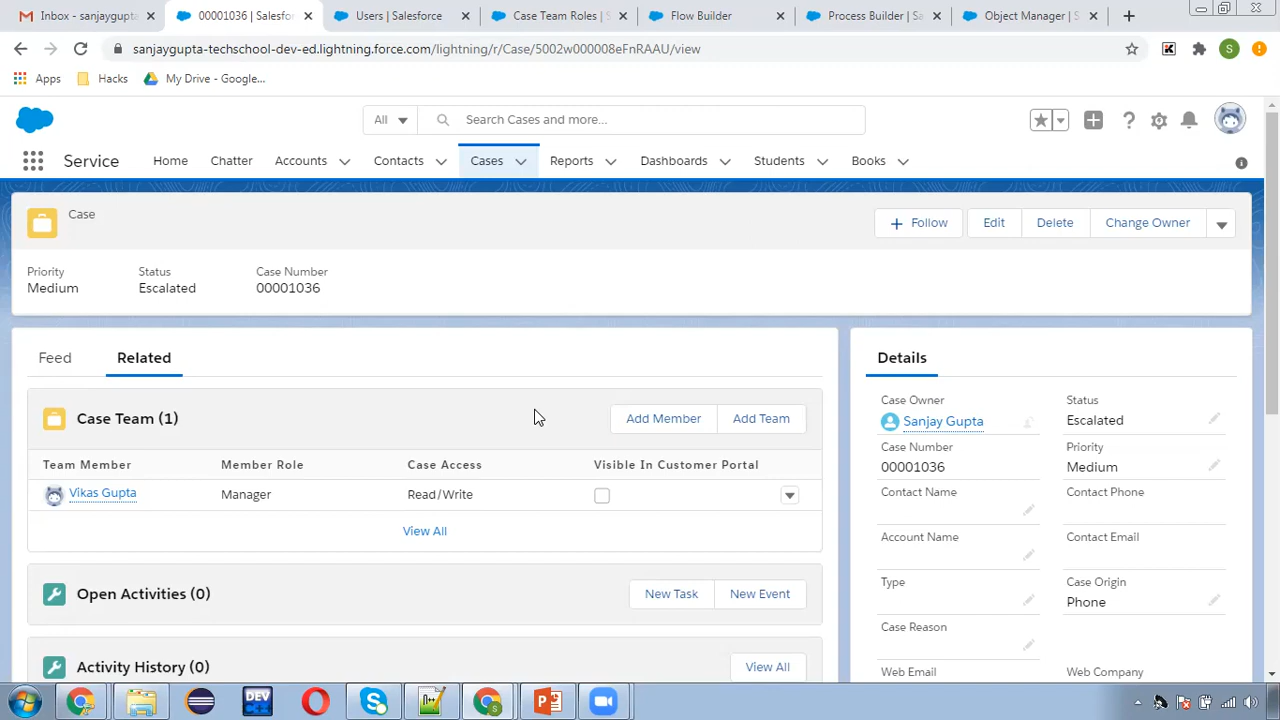 Inbox - sanjaygupta
00001036 | Salesfo
Users | Salesforce
Case Team Roles | S
Flow Builder
Process Builder | Sa
Object Manager | S
sanjaygupta-techschool-dev-ed.lightning.force.com/lightning/r/Case/5002w000008eFnRAAU/view
K
S
Apps
Hacks
My Drive - Google...
All
Search Cases and more...
Service
Home
Chatter
Accounts
Contacts
Cases
Reports
Dashboards
Students
Books
Case
Follow
Edit
Delete
Change Owner
Priority
Status
Case Number
Medium
Escalated
00001036
Feed
Related
Details
Case Team (1)
Add Member
Add Team
Team Member
Member Role
Case Access
Visible In Customer Portal
Vikas Gupta
Manager
Read/Write
View All
Open Activities (0)
New Task
New Event
Activity History (0)
View All
Case Owner
Status
Sanjay Gupta
Escalated
Case Number
Priority
00001036
Medium
Contact Name
Contact Phone
Account Name
Contact Email
Type
Case Origin
Phone
Case Reason
Web Email
Web Company
DEV
C++